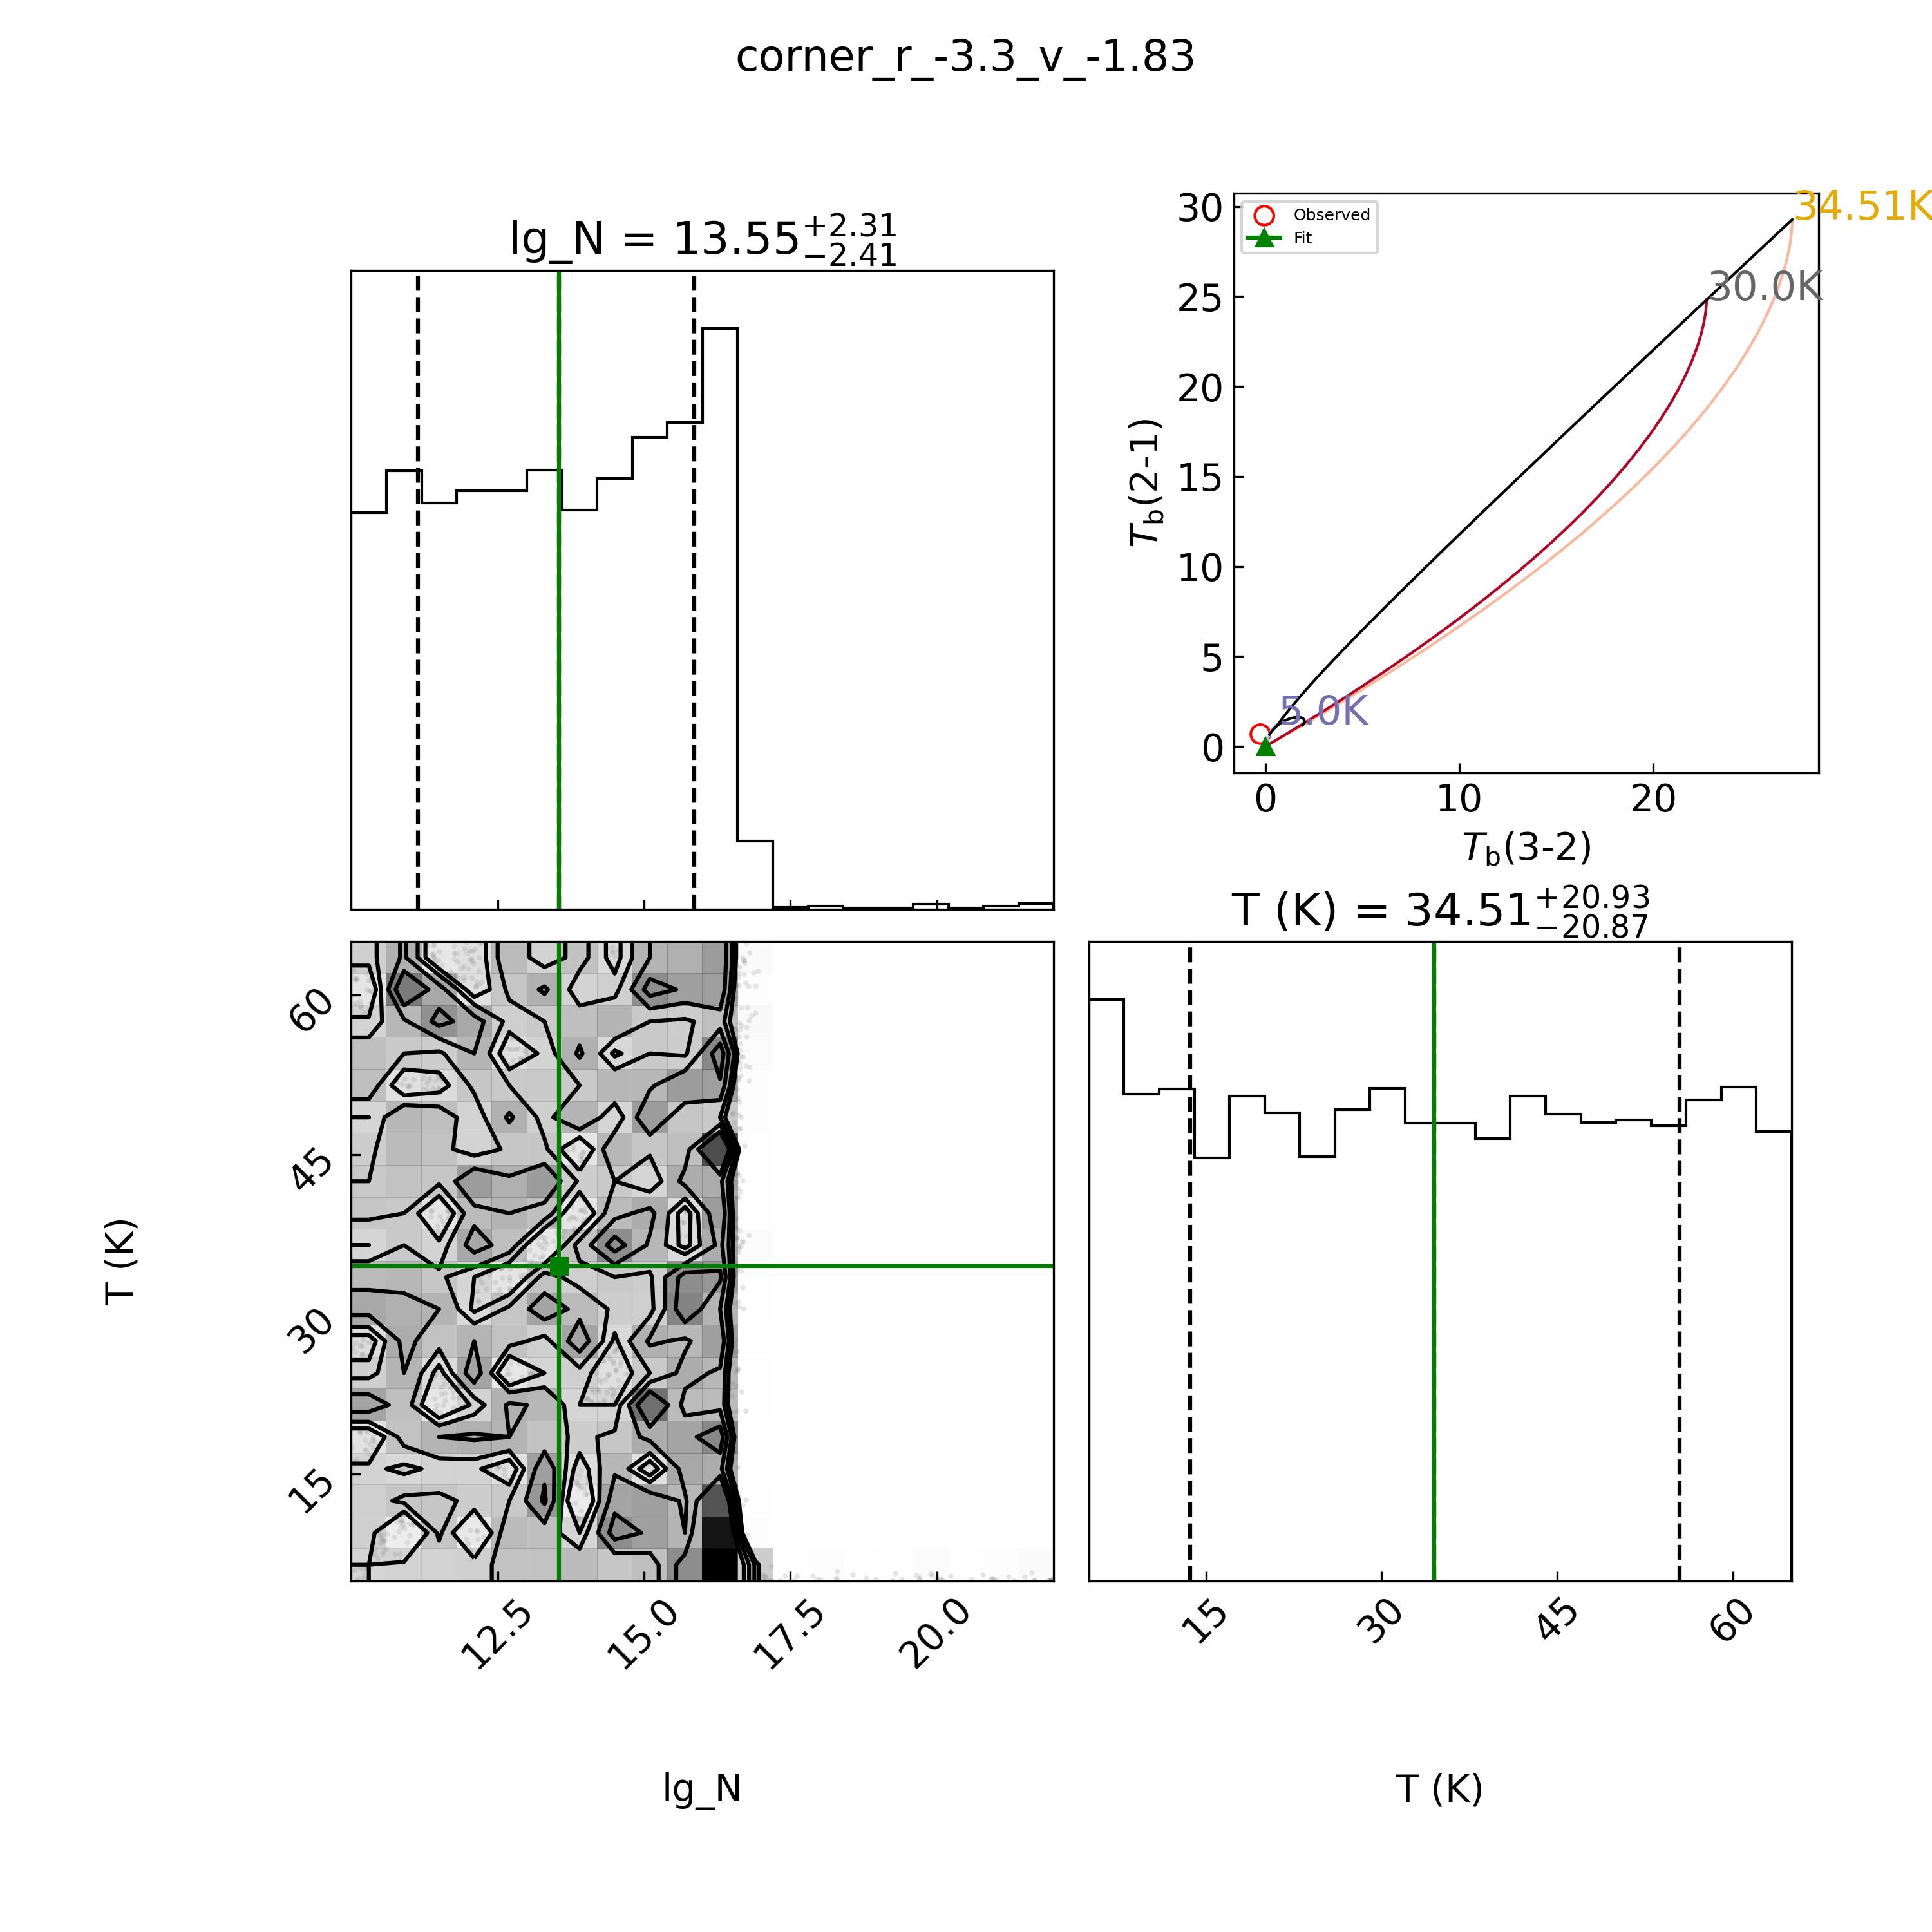 corner_r_-3.3_v_-1.83
lg_N = 13.55+2.31−2.41
30
25
20
15
10
5
0
Observed
Fit
34.51K
30.0K
5.0K
Tb(2-1)
0 10 20
Tb(3-2)
T (K) = 34.51+20.93−20.87
60
45
30
15
T (K)
12.5 15.0 17.5 20.0
lg_N
15 30 45 60
T (K)